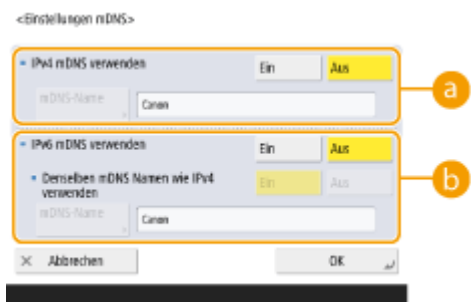 <Einstellungen mDNS>
IPv4 mDNS verwenden Ein Aus
mDNS-Name Canon
a
IPv6 mDNS verwenden Ein Aus
Denselben mDNS Namen wie IPv4 verwenden Ein Aus
b
mDNS-Name Canon
Abbrechen OK